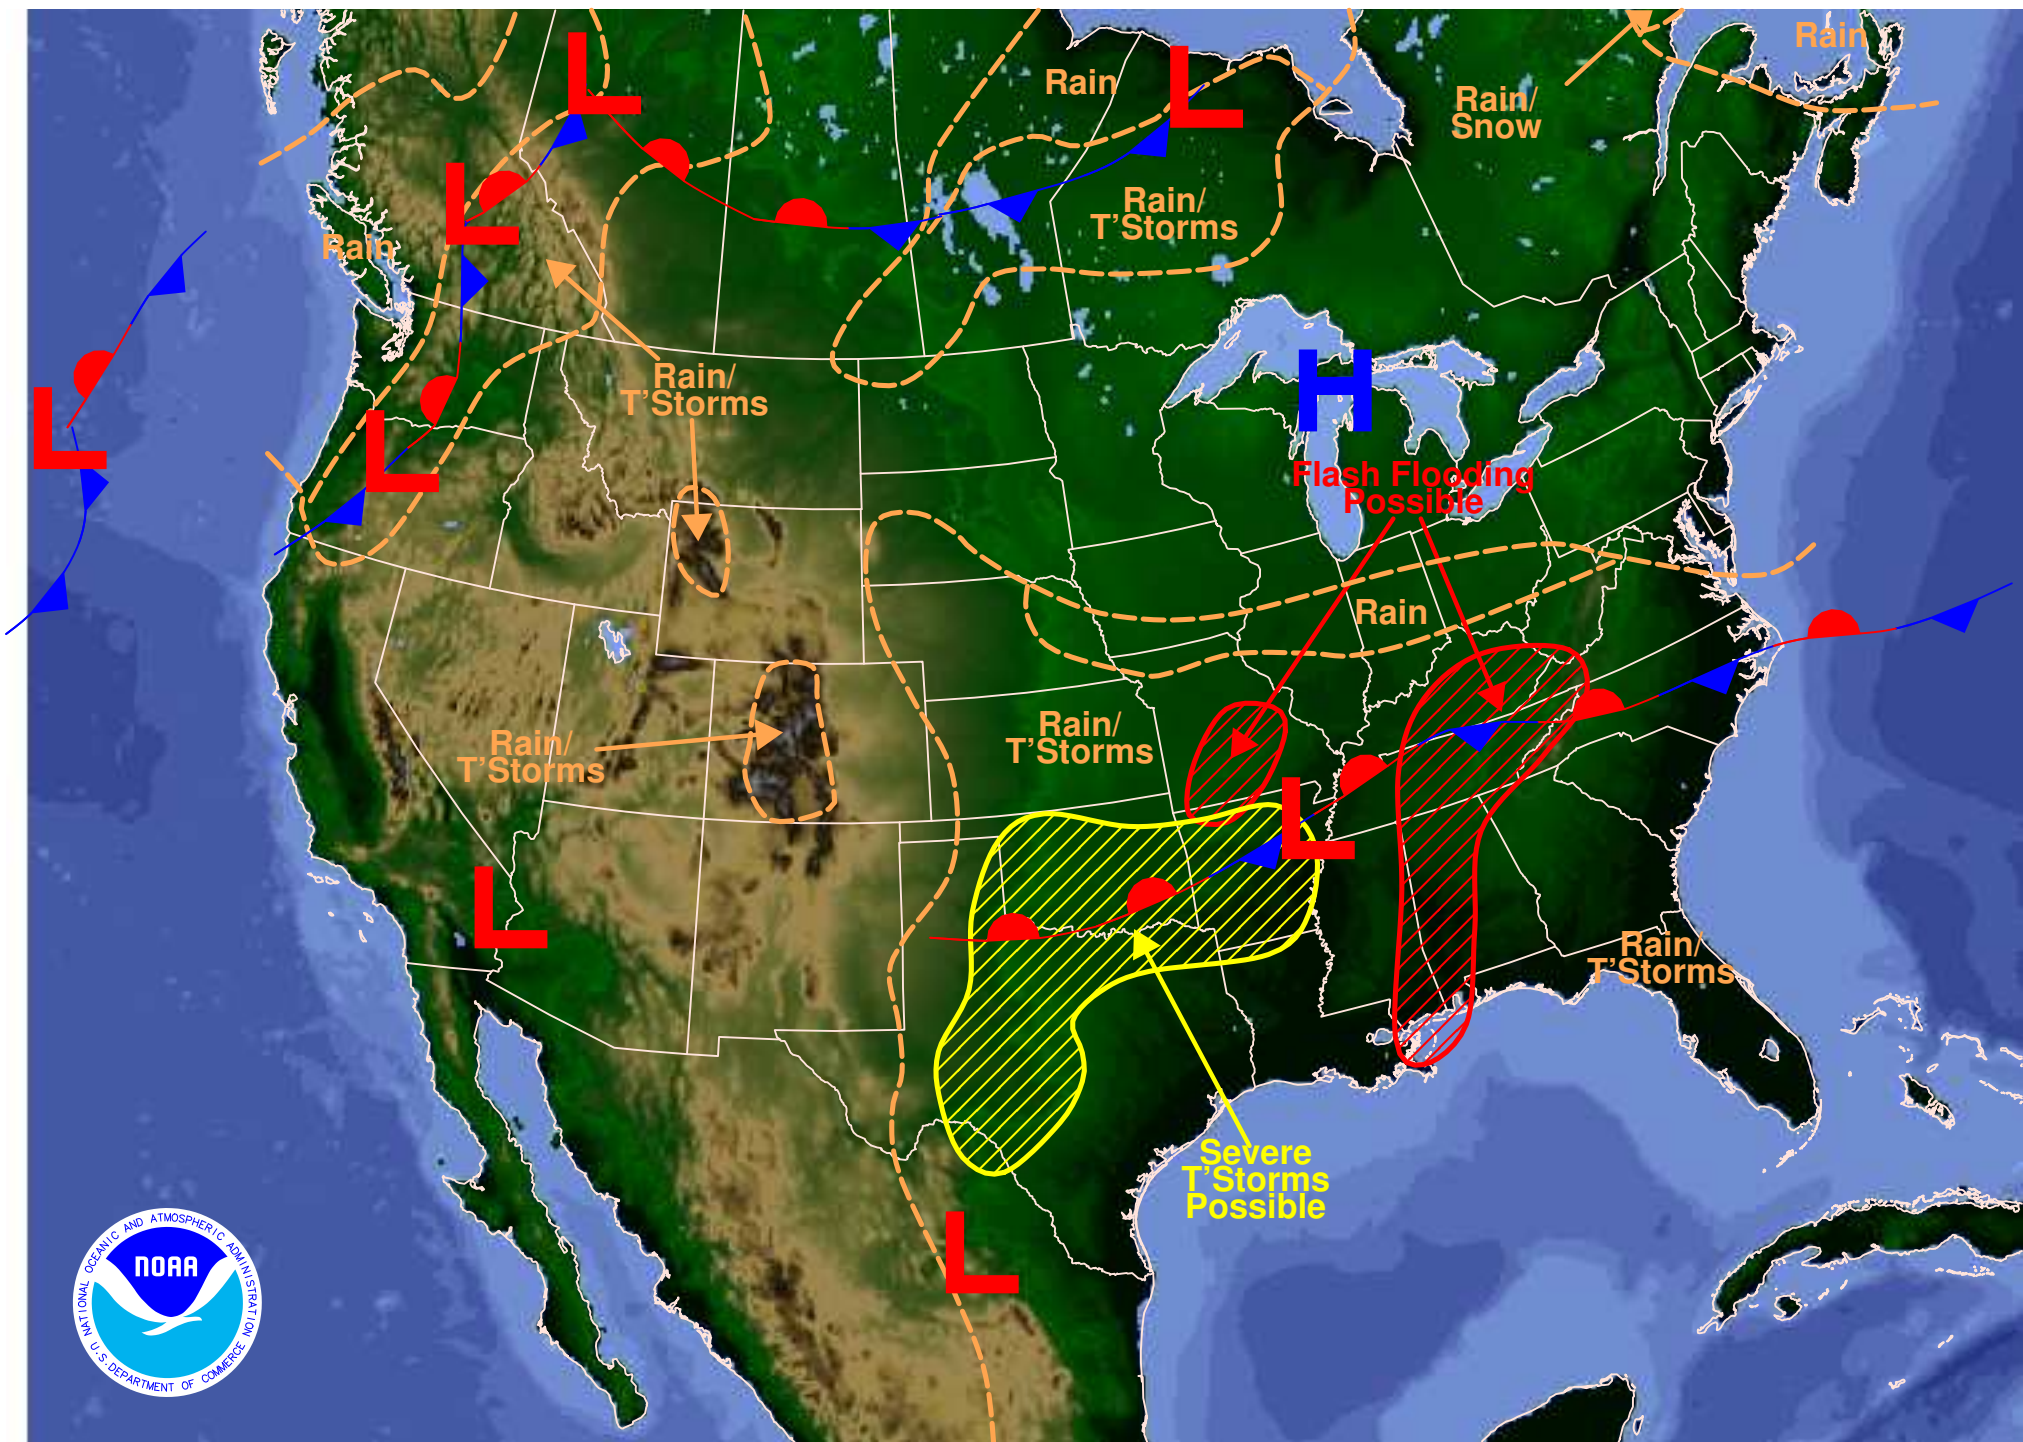 L
L
Rain
Rain
Rain/
Snow
L
Rain/
T'Storms
Rain
L
H
Rain/
T'Storms
L
L
Flash Flooding
Possible
Rain
Rain/
T'Storms
Rain/
T'Storms
L
L
Rain/
T'Storms
Severe
T'Storms
Possible
L
NATIONAL OCEANIC AND ATMOSPHERIC ADMINISTRATION
NOAA
U.S. DEPARTMENT OF COMMERCE